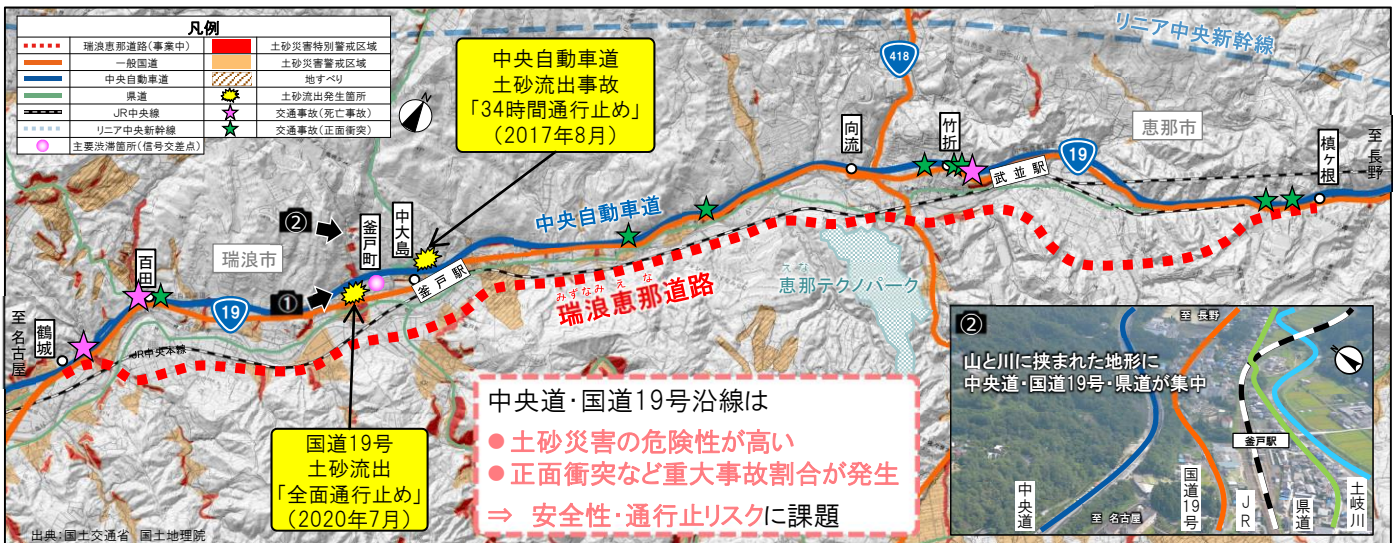 凡例
瑞浪恵那道路(事業中)
土砂災害特別警戒区域
一般国道
土砂災害警戒区域
中央自動車道
地すべり
県道
土砂流出発生箇所
JR中央線
交通事故(死亡事故)
リニア中央新幹線
交通事故(正面衝突)
主要渋滞箇所(信号交差点)
N
中央自動車道
土砂流出事故
「34時間通行止め」
(2017年8月)
418
リニア中央新幹線
恵那市
至 長野
槙ヶ根
19
武並駅
竹折
向流
中央自動車道
②
釜戸町
中大島
釜戸駅
瑞浪市
百田
①
19
至 名古屋
鶴城
JR中央本線
みずなみ え な
瑞浪恵那道路
えな
恵那テクノパーク
国道19号
土砂流出
「全面通行止め」
(2020年7月)
中央道・国道19号沿線は
●土砂災害の危険性が高い
●正面衝突など重大事故割合が発生
⇒ 安全性・通行止リスクに課題
②
至 長野
山と川に挟まれた地形に
中央道・国道19号・県道が集中
N
釜戸駅
中央道
至 名古屋
国道19号
JR
県道
土岐川
出典:国土交通省 国土地理院